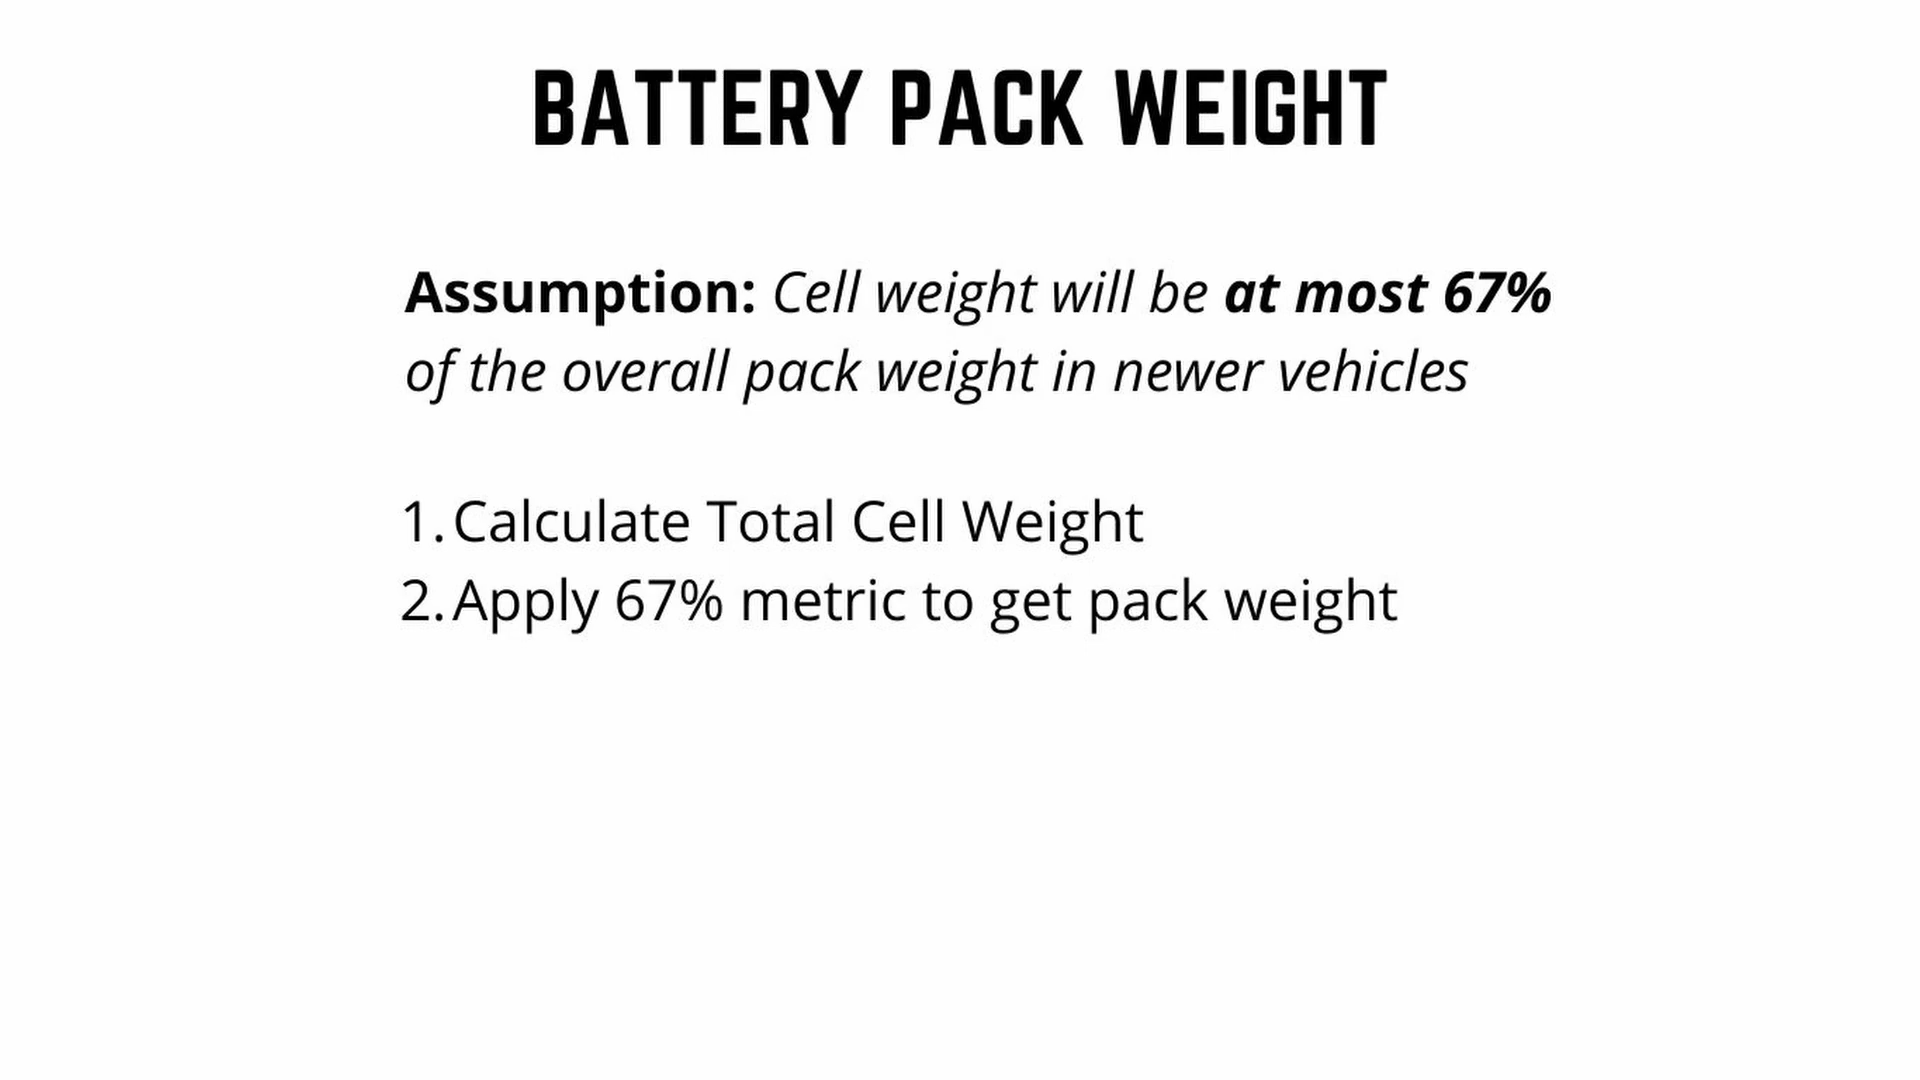 BATTERY PACK WEIGHT
Assumption: Cell weight will be at most 67%
of the overall pack weight in newer vehicles
1. Calculate Total Cell Weight
2. Apply 67% metric to get pack weight